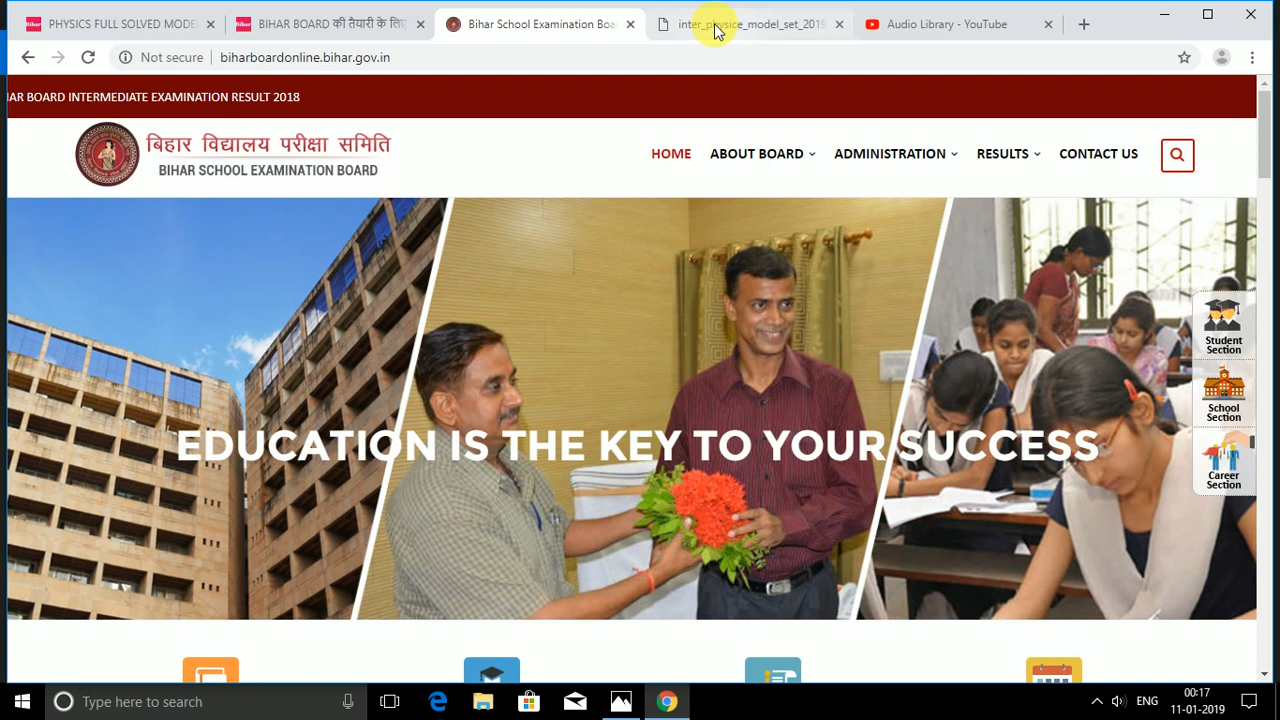 PHYSICS FULL SOLVED MODE
BIHAR BOARD की तैयारी के लिए
Bihar School Examination Boa
inter_physice_model_set_2019
Audio Library - YouTube
Not secure
biharboardonline.bihar.gov.in
AR BOARD INTERMEDIATE EXAMINATION RESULT 2018
बिहार विद्यालय परीक्षा समिति
BIHAR SCHOOL EXAMINATION BOARD
HOME
ABOUT BOARD
ADMINISTRATION
RESULTS
CONTACT US
EDUCATION IS THE KEY TO YOUR SUCCESS
Student
Section
School
Section
Career
Section
Type here to search
ENG
00:17
11-01-2019